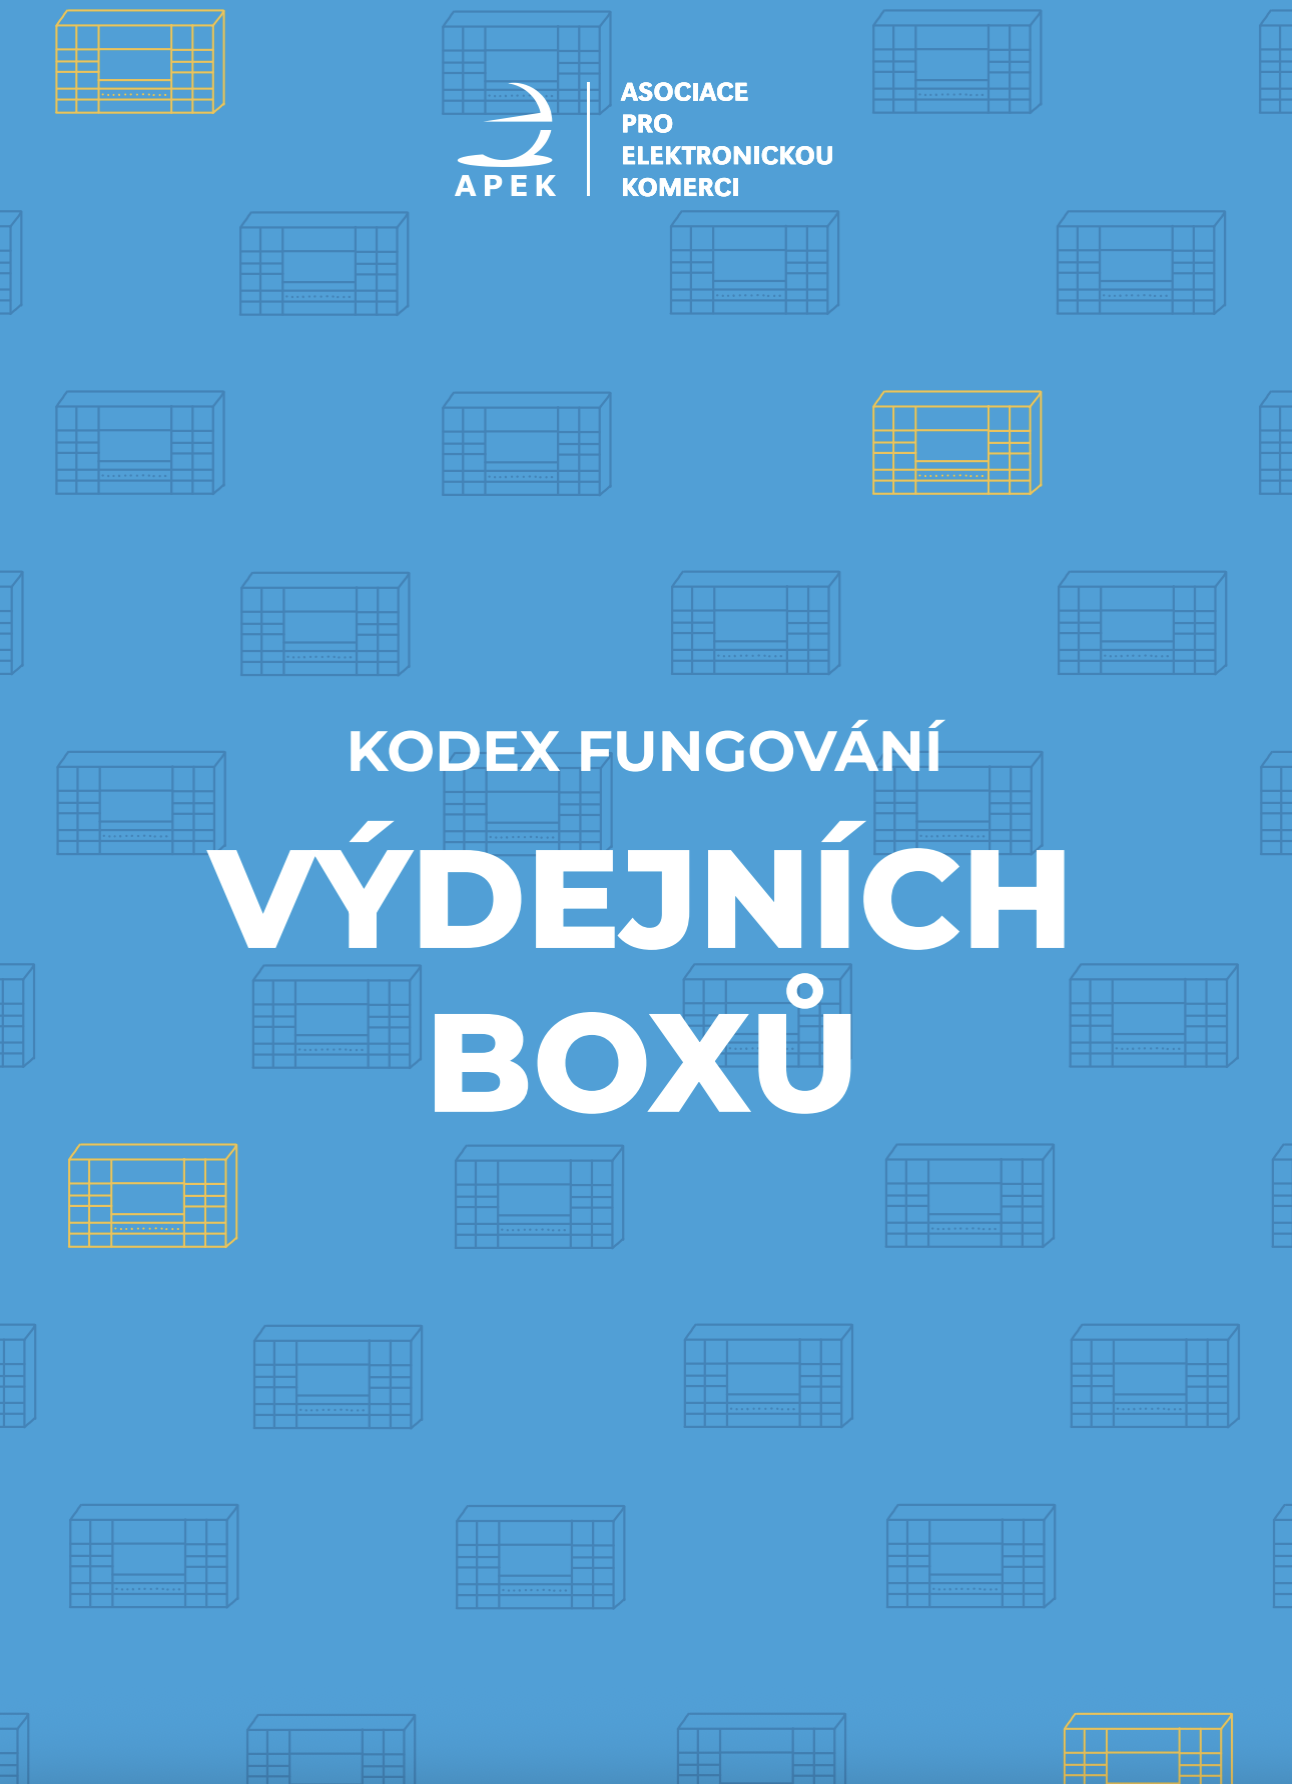 APEK
ASOCIACE
PRO
ELEKTRONICKOU
KOMERCI
KODEX FUNGOVÁNÍ
VÝDEJNÍCH
BOXŮ